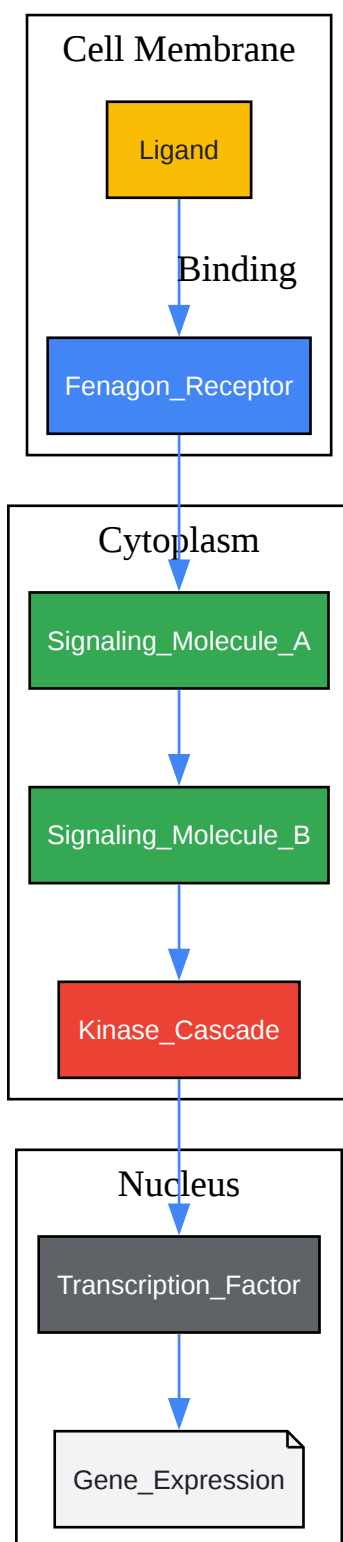 Cell Membrane
Ligand
Binding
Fenagon_Receptor
Cytoplasm
Signaling_Molecule_A
Signaling_Molecule_B
Kinase_Cascade
Nucleus
Transcription_Factor
Gene_Expression